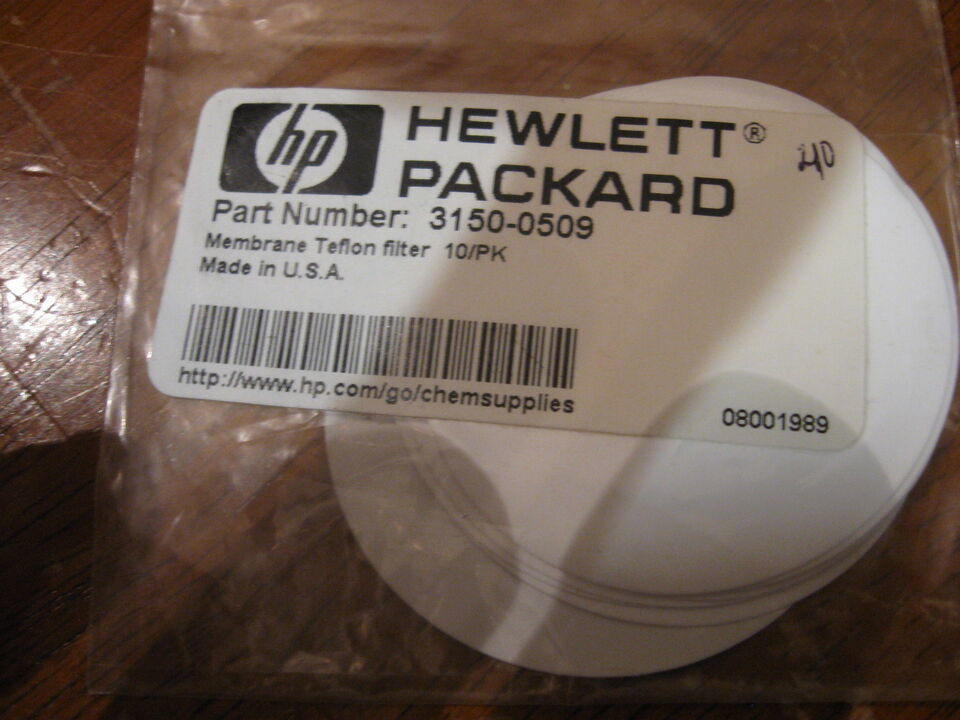 hp HEWLETT®
PACKARD
40
Part Number: 3150-0509
Membrane Teflon filter 10/PK
Made in U.S.A.
http://www.hp.com/go/chemsupplies
08001989